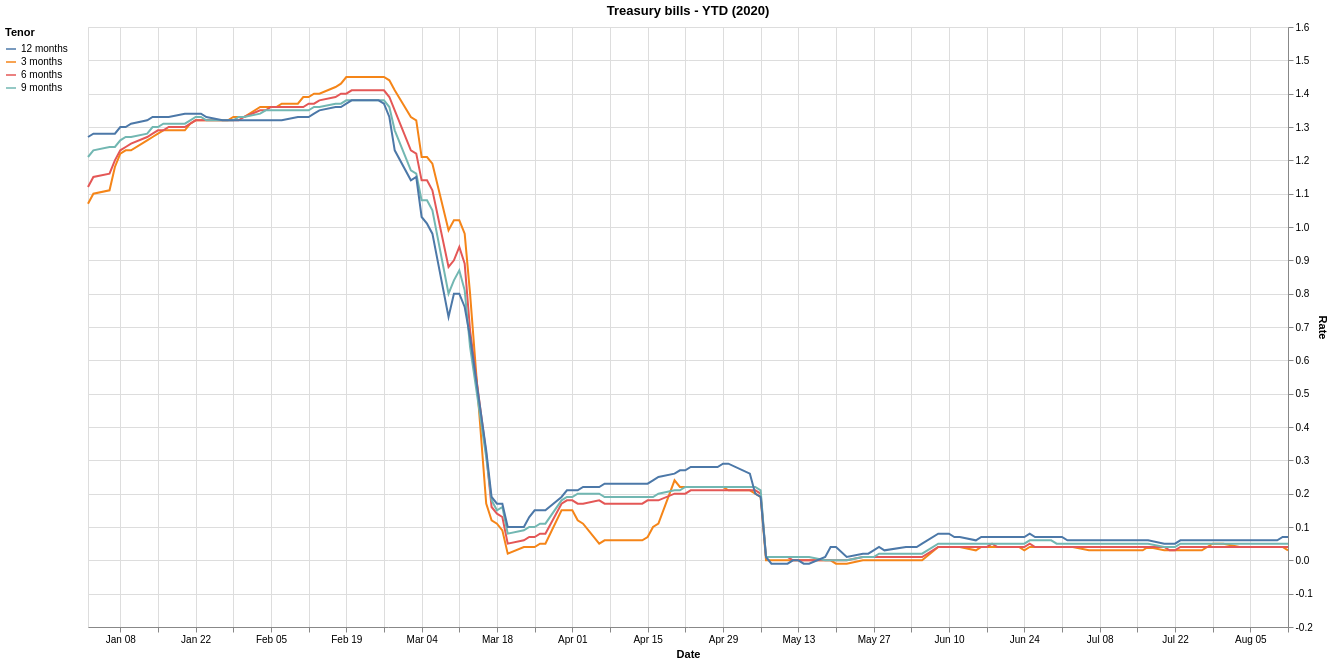 Treasury bills - YTD (2020)
Tenor
12 months
3 months
6 months
9 months
1.6
1.5
1.4
1.3
1.2
1.1
1.0
0.9
0.8
0.7
0.6
0.5
0.4
0.3
0.2
0.1
0.0
-0.1
-0.2
Rate
Jan 08 Jan 22 Feb 05 Feb 19 Mar 04 Mar 18 Apr 01 Apr 15 Apr 29 May 13 May 27 Jun 10 Jun 24 Jul 08 Jul 22 Aug 05
Date